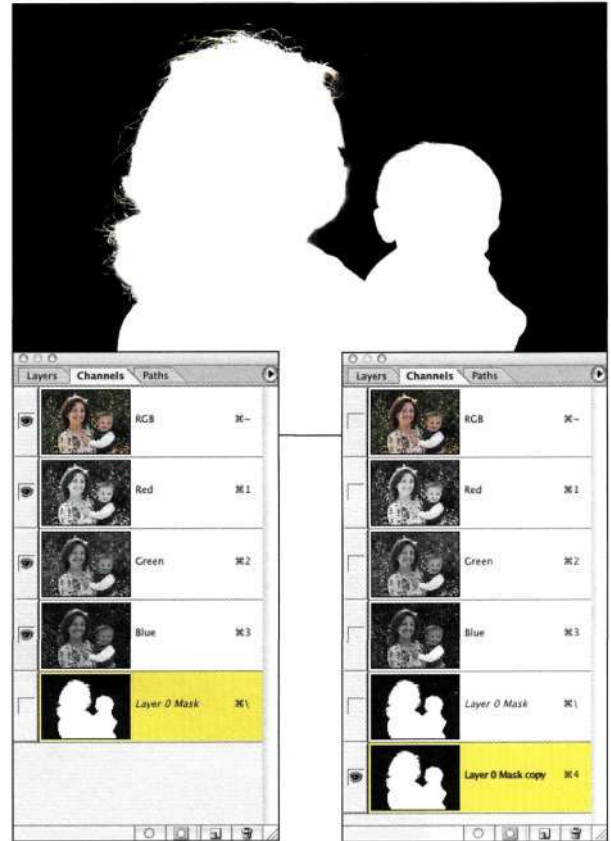 Layers Channels Paths
RGB ⌘~
Red ⌘1
Green ⌘2
Blue ⌘3
Layer 0 Mask ⌘\
Layers Channels Paths
RGB ⌘~
Red ⌘1
Green ⌘2
Blue ⌘3
Layer 0 Mask ⌘\
Layer 0 Mask copy ⌘4